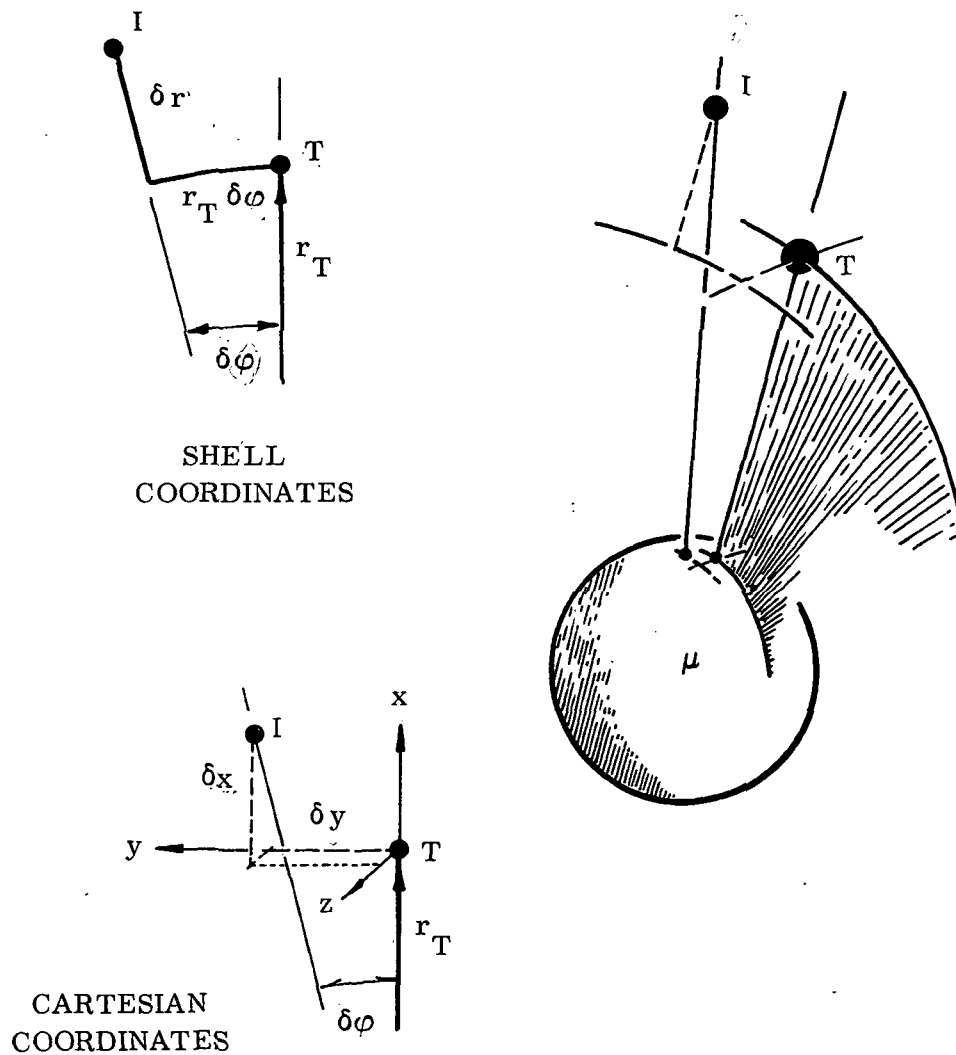 I
δr
T
r_T δφ
r_T
δφ
SHELL
COORDINATES
I
T
μ
x
I
δx
δy
y
T
z
r_T
δφ
CARTESIAN
COORDINATES